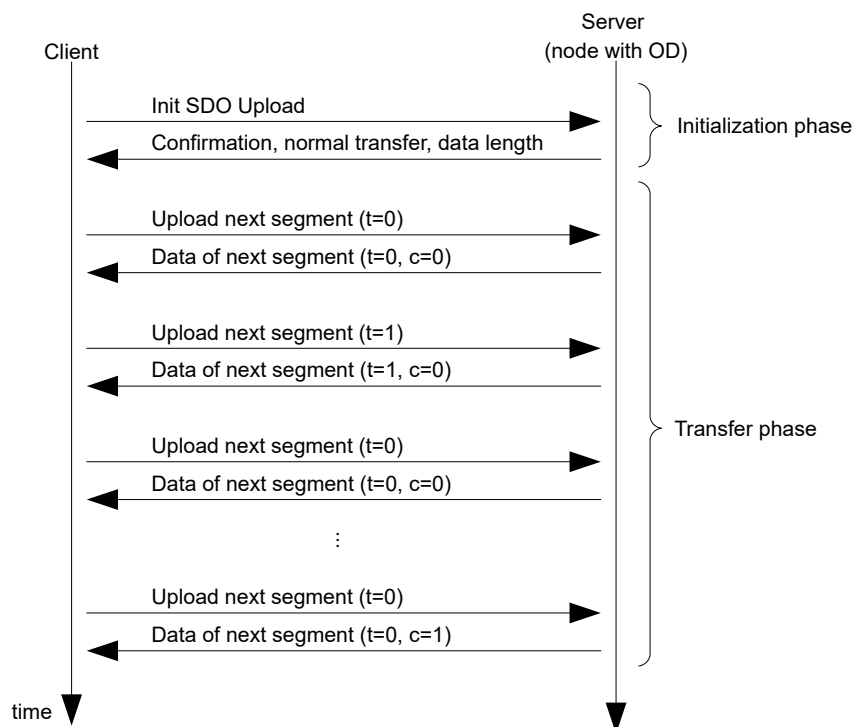 Server
(node with OD)
Client
Init SDO Upload
Confirmation, normal transfer, data length
Initialization phase
Upload next segment (t=0)
Data of next segment (t=0, c=0)
Upload next segment (t=1)
Data of next segment (t=1, c=0)
Transfer phase
Upload next segment (t=0)
Data of next segment (t=0, c=0)
⋮
Upload next segment (t=0)
Data of next segment (t=0, c=1)
time